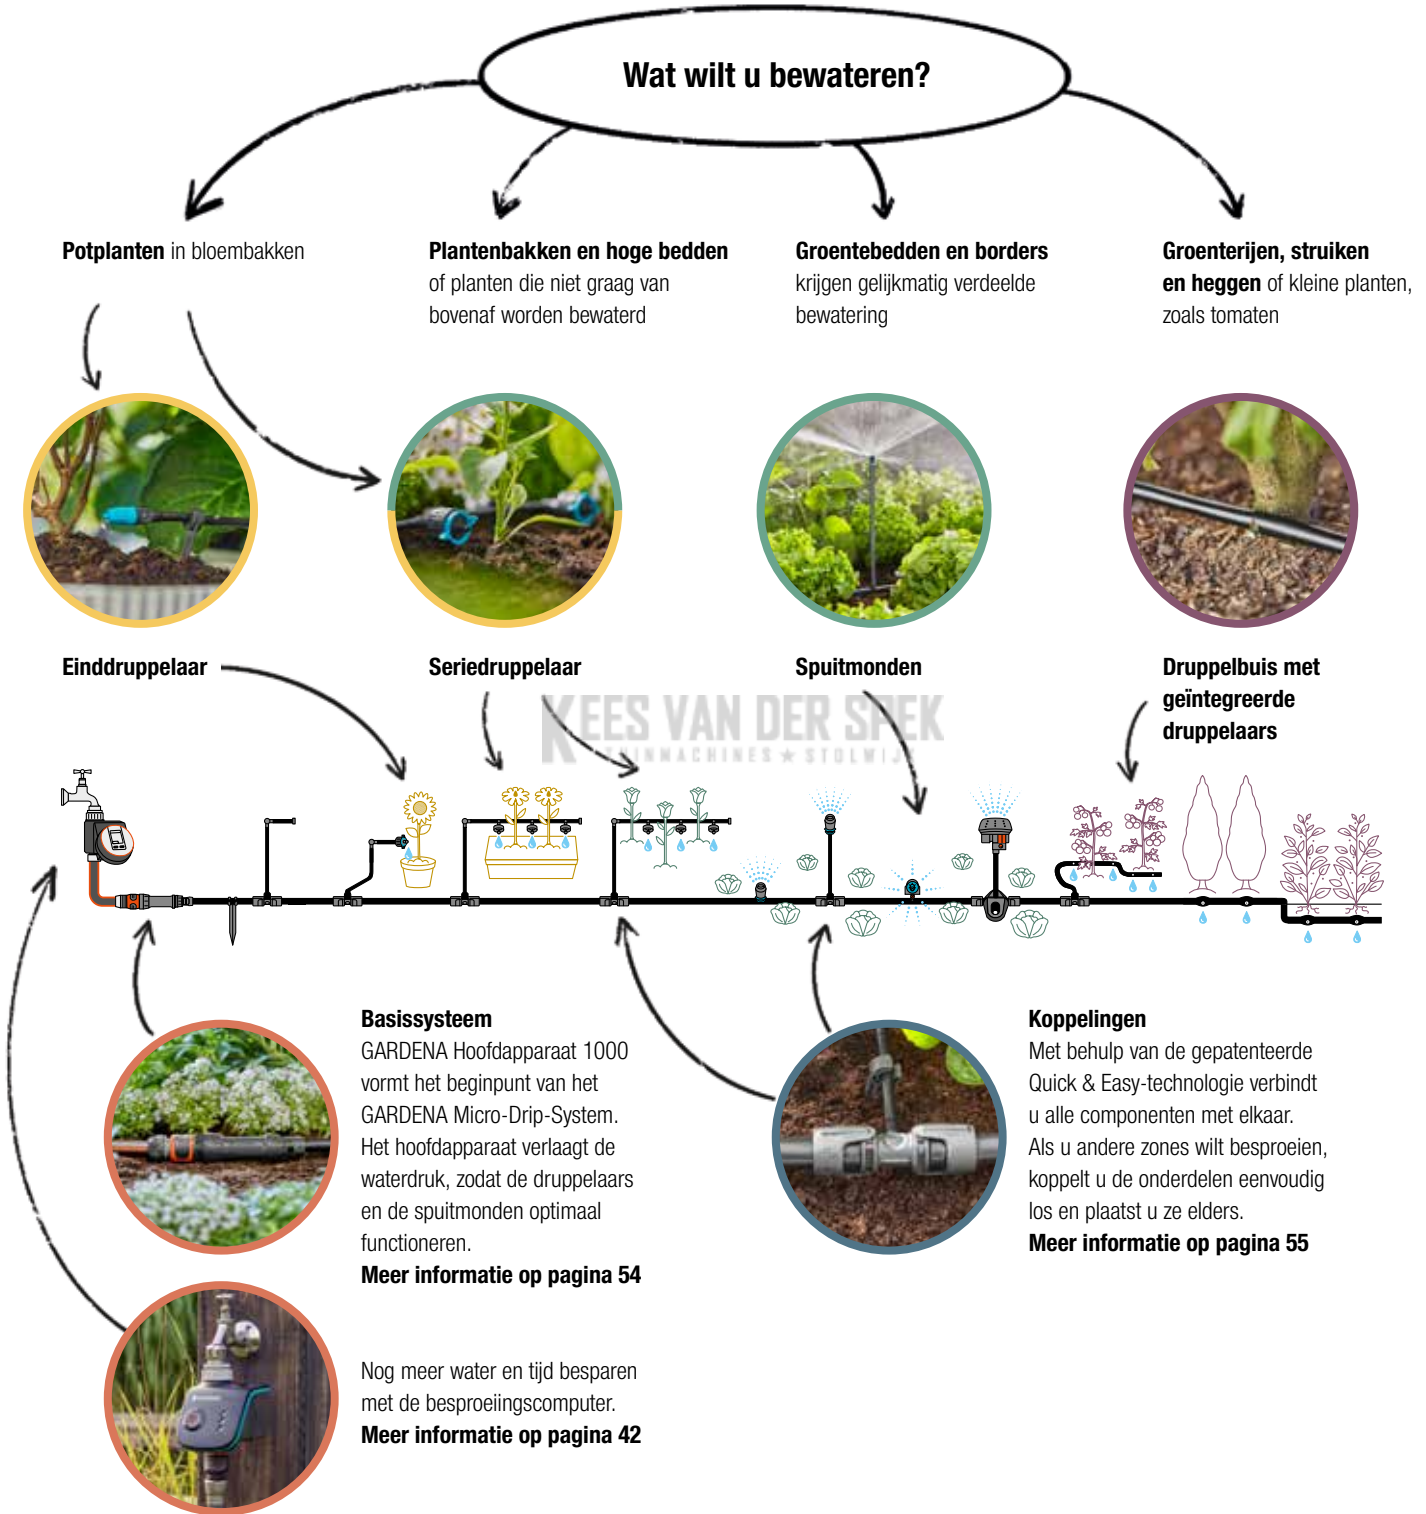 Wat wilt u bewateren?
Potplanten in bloembakken
Plantenbakken en hoge bedden
of planten die niet graag van
bovenaf worden bewaterd
Groentebedden en borders
krijgen gelijkmatig verdeelde
bewatering
Groenterijen, struiken
en heggen of kleine planten,
zoals tomaten
Einddruppelaar
Seriedruppelaar
Spuitmonden
Druppelbuis met
geïntegreerde
druppelaars
KEES VAN DER SPEK
TUINMACHINES ★ STOLWIJK
Basissysteem
GARDENA Hoofdapparaat 1000
vormt het beginpunt van het
GARDENA Micro-Drip-System.
Het hoofdapparaat verlaagt de
waterdruk, zodat de druppelaars
en de spuitmonden optimaal
functioneren.
Meer informatie op pagina 54
Koppelingen
Met behulp van de gepatenteerde
Quick & Easy-technologie verbindt
u alle componenten met elkaar.
Als u andere zones wilt besproeien,
koppelt u de onderdelen eenvoudig
los en plaatst u ze elders.
Meer informatie op pagina 55
Nog meer water en tijd besparen
met de besproeiingscomputer.
Meer informatie op pagina 42